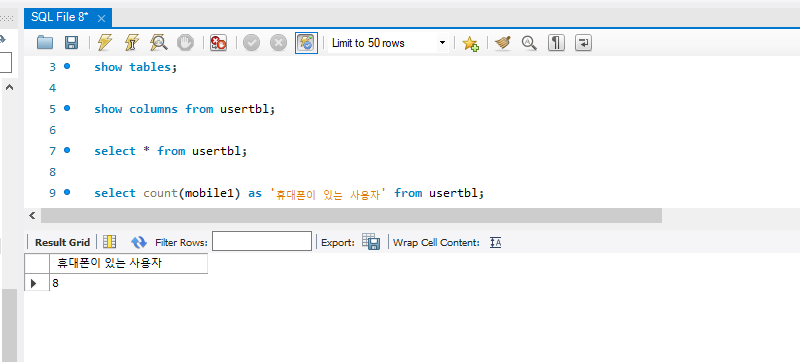 SQL File 8*
Limit to 50 rows
3 show tables;
4
5 show columns from usertbl;
6
7 select * from usertbl;
8
9 select count(mobile1) as '휴대폰이 있는 사용자' from usertbl;
Result Grid Filter Rows: Export: Wrap Cell Content:
휴대폰이 있는 사용자
8